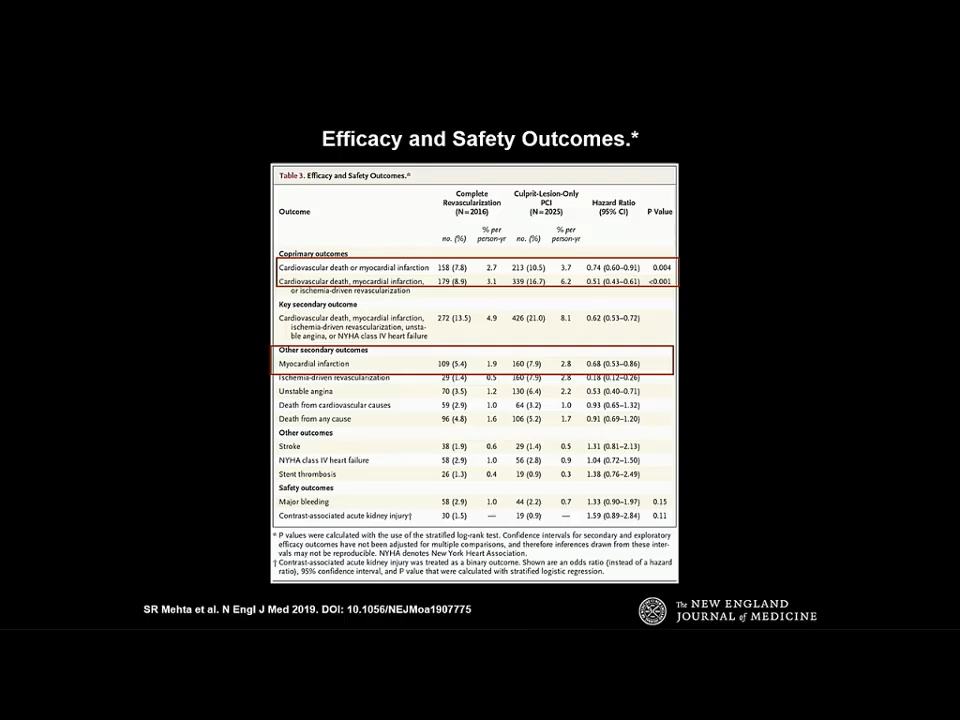 Efficacy and Safety Outcomes.*
Table 3. Efficacy and Safety Outcomes.*
Outcome Complete Revascularization (N=2016) Culprit-Lesion-Only PCI (N=2025) Hazard Ratio (95% CI) P Value
no. (%) % per person-yr no. (%) % per person-yr
Coprimary outcomes
Cardiovascular death or myocardial infarction 158 (7.8) 2.7 213 (10.5) 3.7 0.74 (0.60–0.91) 0.004
Cardiovascular death, myocardial infarction, 179 (8.9) 3.1 339 (16.7) 6.2 0.51 (0.43–0.61) <0.001
or ischemia-driven revascularization
Key secondary outcome
Cardiovascular death, myocardial infarction, 272 (13.5) 4.9 426 (21.0) 8.1 0.62 (0.53–0.72)
ischemia-driven revascularization, unsta-
ble angina, or NYHA class IV heart failure
Other secondary outcomes
Myocardial infarction 109 (5.4) 1.9 160 (7.9) 2.8 0.68 (0.53–0.86)
Ischemia-driven revascularization 29 (1.4) 0.5 160 (7.9) 2.8 0.18 (0.12–0.26)
Unstable angina 70 (3.5) 1.2 130 (6.4) 2.2 0.53 (0.40–0.71)
Death from cardiovascular causes 59 (2.9) 1.0 64 (3.2) 1.0 0.93 (0.65–1.32)
Death from any cause 96 (4.8) 1.6 106 (5.2) 1.7 0.91 (0.69–1.20)
Other outcomes
Stroke 38 (1.9) 0.6 29 (1.4) 0.5 1.31 (0.81–2.13)
NYHA class IV heart failure 58 (2.9) 1.0 56 (2.8) 0.9 1.04 (0.72–1.50)
Stent thrombosis 26 (1.3) 0.4 19 (0.9) 0.3 1.38 (0.76–2.49)
Safety outcomes
Major bleeding 58 (2.9) 1.0 44 (2.2) 0.7 1.33 (0.90–1.97) 0.15
Contrast-associated acute kidney injury† 30 (1.5) — 19 (0.9) — 1.59 (0.89–2.84) 0.11
* P values were calculated with the use of the stratified log-rank test. Confidence intervals for secondary and exploratory
efficacy outcomes have not been adjusted for multiple comparisons, and therefore inferences drawn from these inter-
vals may not be reproducible. NYHA denotes New York Heart Association.
† Contrast-associated acute kidney injury was treated as a binary outcome. Shown are an odds ratio (instead of a hazard
ratio), 95% confidence interval, and P value that were calculated with stratified logistic regression.
SR Mehta et al. N Engl J Med 2019. DOI: 10.1056/NEJMoa1907775
The NEW ENGLAND
JOURNAL of MEDICINE